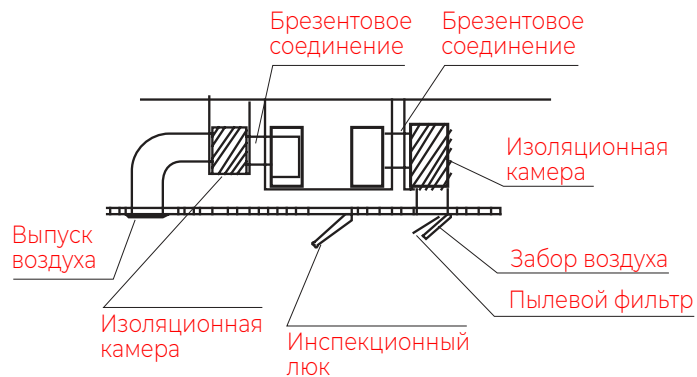 Брезентовое
соединение
Брезентовое
соединение
Изоляционная
камера
Выпуск
воздуха
Забор воздуха
Пылевой фильтр
Изоляционная
камера
Инспекционный
люк